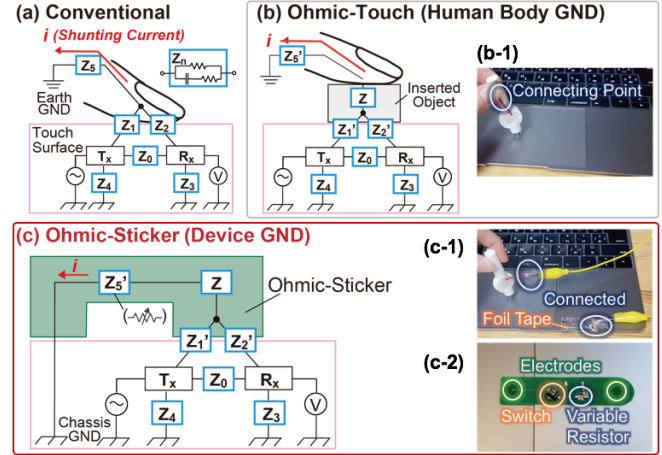 (a) Conventional
i (Shunting Current)
Z5
Zn
Earth
GND
Z1
Z2
Touch
Surface
Tx
Z0
Rx
Z4
Z3
V
(b) Ohmic-Touch (Human Body GND)
i
Z5'
Z
Inserted
Object
Z1'
Z2'
Tx
Z0
Rx
Z4
Z3
V
(b-1)
Connecting Point
(c) Ohmic-Sticker (Device GND)
i
Z5'
Z
Ohmic-Sticker
Z1'
Z2'
Tx
Z0
Rx
Chassis
GND
Z4
Z3
V
(c-1)
Connected
Foil Tape
(c-2)
Electrodes
Switch
Variable
Resistor